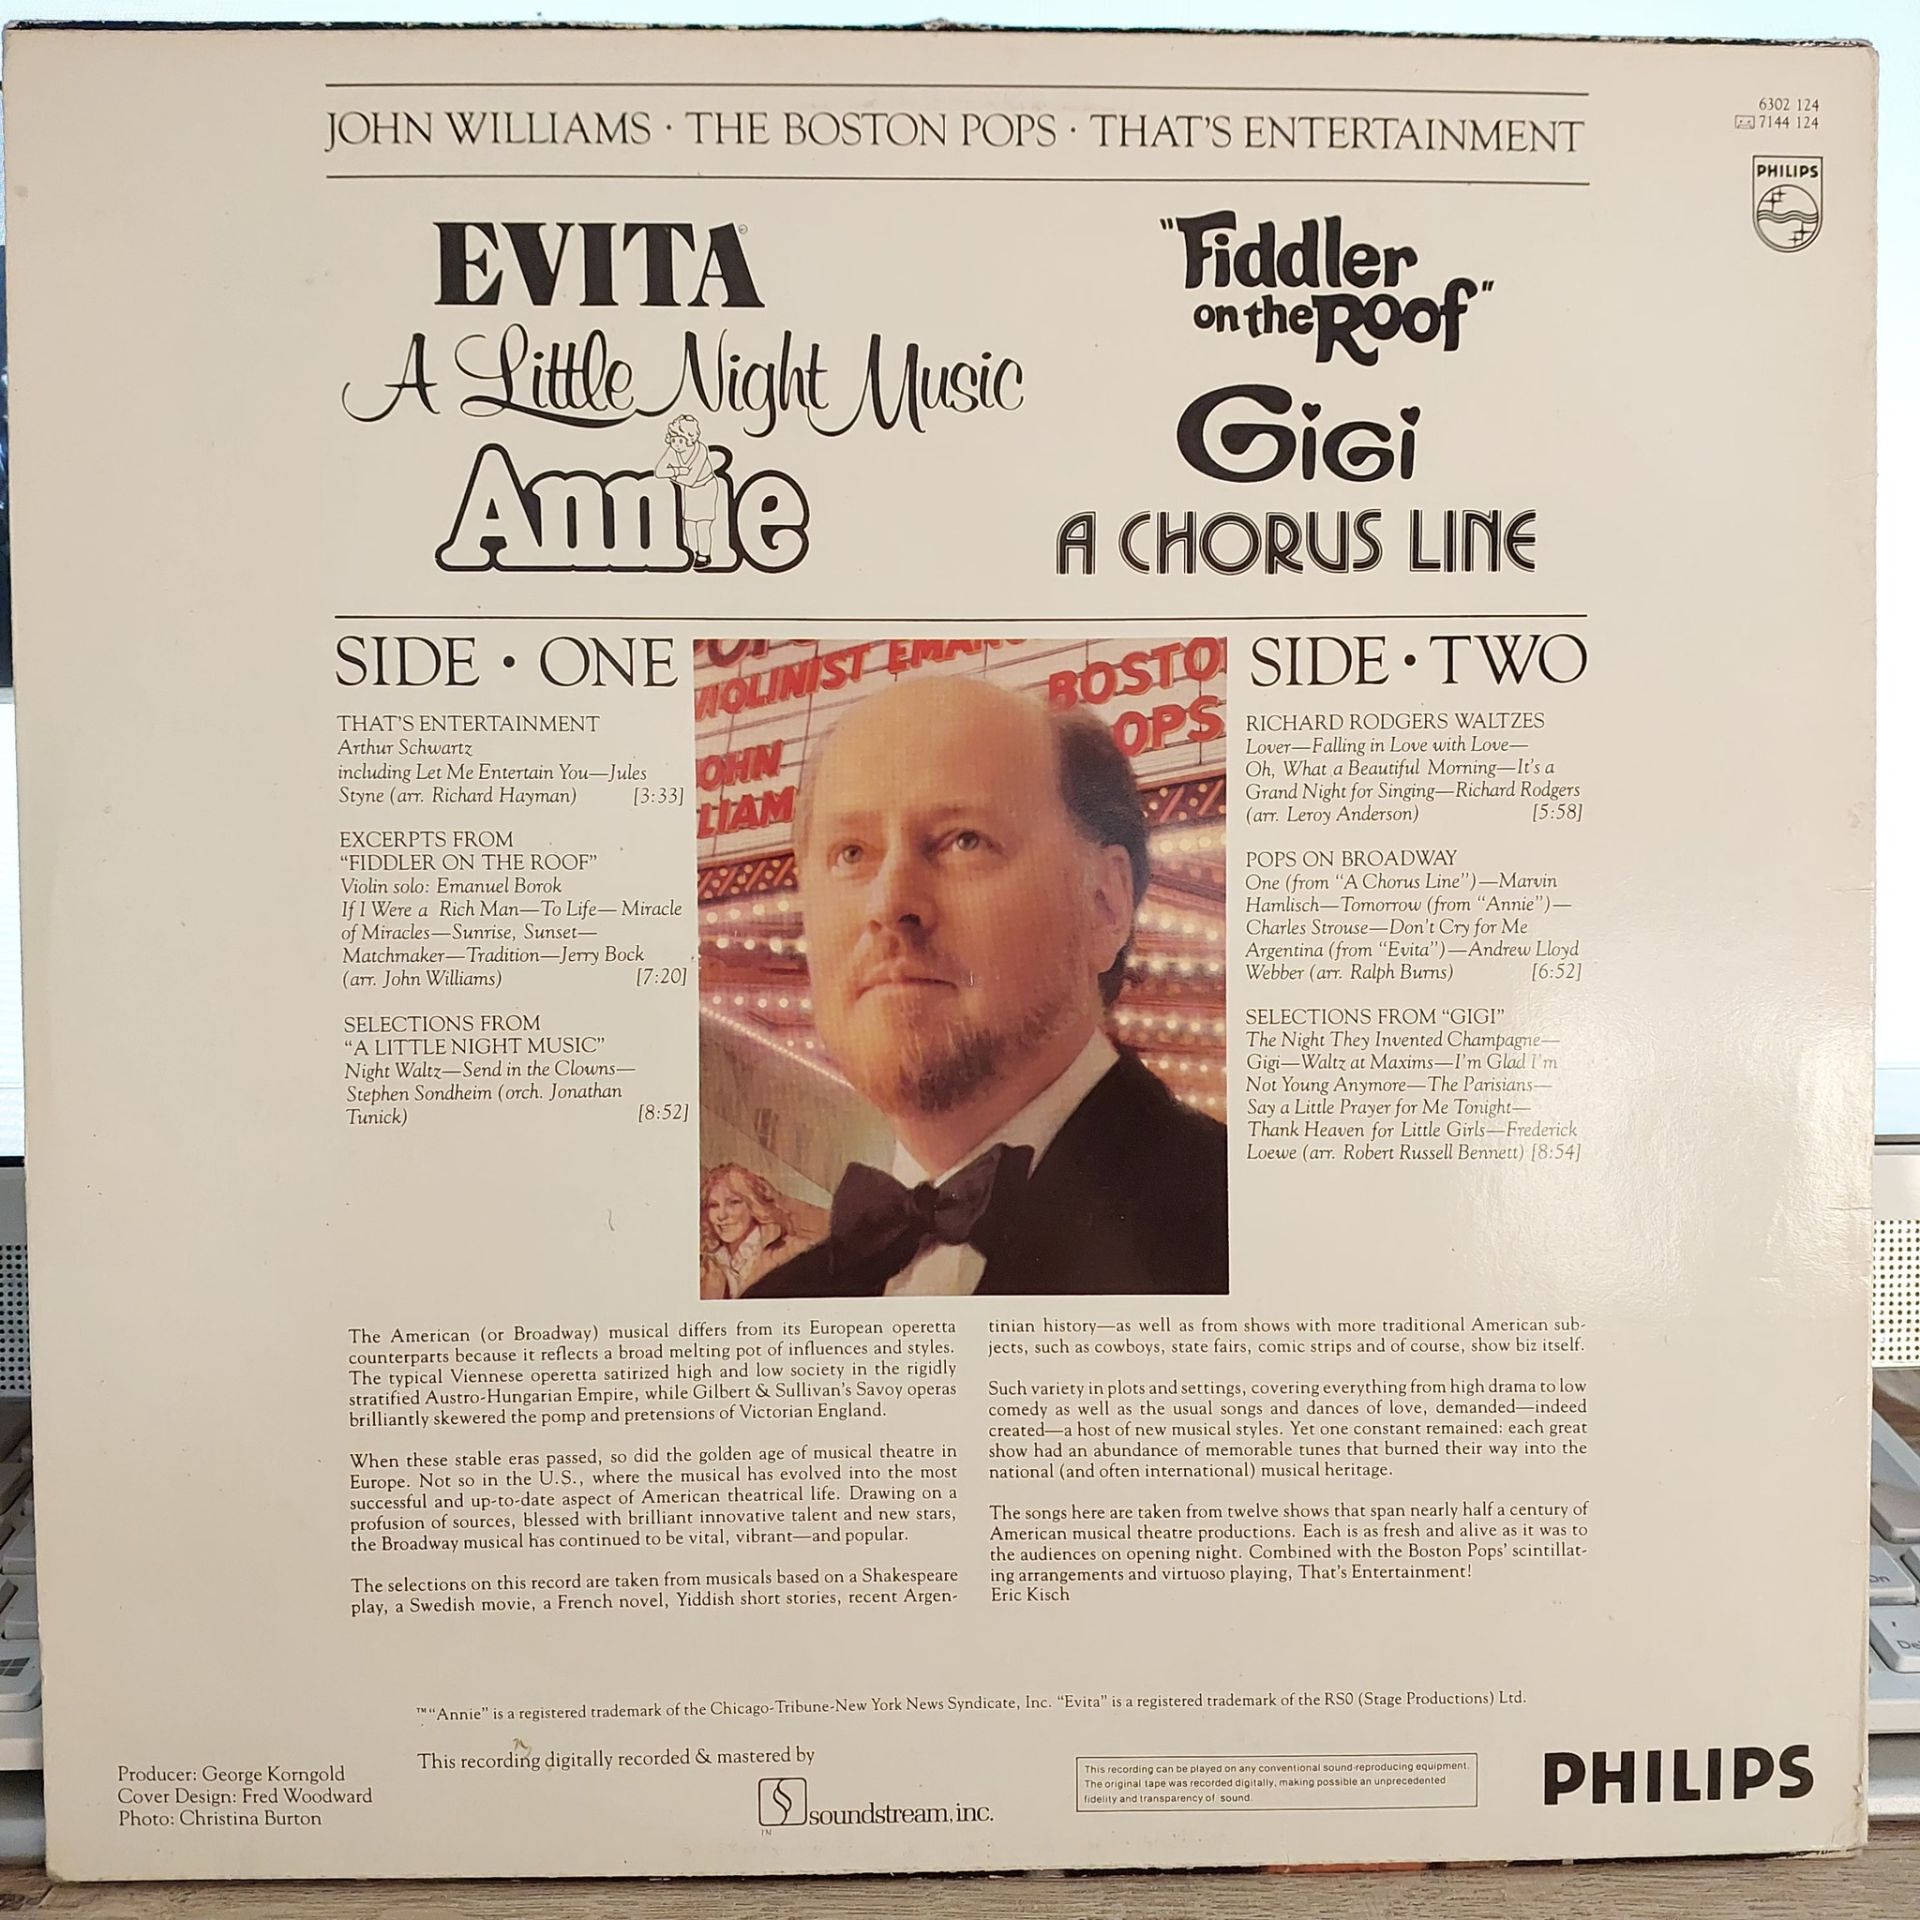 JOHN WILLIAMS · THE BOSTON POPS · THAT'S ENTERTAINMENT
6302 124
7144 124
PHILIPS
EVITA
A Little Night Music
Annie
"Fiddler
on the Roof"
GiGi
A CHORUS LINE
SIDE · ONE
THAT'S ENTERTAINMENT
Arthur Schwartz
including Let Me Entertain You—Jules
Styne (arr. Richard Hayman) [3:33]
EXCERPTS FROM
"FIDDLER ON THE ROOF"
Violin solo: Emanuel Borok
If I Were a Rich Man—To Life— Miracle
of Miracles—Sunrise, Sunset—
Matchmaker—Tradition—Jerry Bock
(arr. John Williams) [7:20]
SELECTIONS FROM
"A LITTLE NIGHT MUSIC"
Night Waltz—Send in the Clowns—
Stephen Sondheim (orch. Jonathan
Tunick) [8:52]
VIOLINIST
BOSTO
OPS
OHN
LIAM
SIDE · TWO
RICHARD RODGERS WALTZES
Lover—Falling in Love with Love—
Oh, What a Beautiful Morning—It's a
Grand Night for Singing—Richard Rodgers
(arr. Leroy Anderson) [5:58]
POPS ON BROADWAY
One (from "A Chorus Line")—Marvin
Hamlisch—Tomorrow (from "Annie")—
Charles Strouse—Don't Cry for Me
Argentina (from "Evita")—Andrew Lloyd
Webber (arr. Ralph Burns) [6:52]
SELECTIONS FROM "GIGI"
The Night They Invented Champagne—
Gigi—Waltz at Maxims—I'm Glad I'm
Not Young Anymore—The Parisians—
Say a Little Prayer for Me Tonight—
Thank Heaven for Little Girls—Frederick
Loewe (arr. Robert Russell Bennett) [8:54]
The American (or Broadway) musical differs from its European operetta
counterparts because it reflects a broad melting pot of influences and styles.
The typical Viennese operetta satirized high and low society in the rigidly
stratified Austro-Hungarian Empire, while Gilbert & Sullivan's Savoy operas
brilliantly skewered the pomp and pretensions of Victorian England.
When these stable eras passed, so did the golden age of musical theatre in
Europe. Not so in the U.S., where the musical has evolved into the most
successful and up-to-date aspect of American theatrical life. Drawing on a
profusion of sources, blessed with brilliant innovative talent and new stars,
the Broadway musical has continued to be vital, vibrant—and popular.
The selections on this record are taken from musicals based on a Shakespeare
play, a Swedish movie, a French novel, Yiddish short stories, recent Argen-
tinian history—as well as from shows with more traditional American sub-
jects, such as cowboys, state fairs, comic strips and of course, show biz itself.
Such variety in plots and settings, covering everything from high drama to low
comedy as well as the usual songs and dances of love, demanded—indeed
created—a host of new musical styles. Yet one constant remained: each great
show had an abundance of memorable tunes that burned their way into the
national (and often international) musical heritage.
The songs here are taken from twelve shows that span nearly half a century of
American musical theatre productions. Each is as fresh and alive as it was to
the audiences on opening night. Combined with the Boston Pops' scintillat-
ing arrangements and virtuoso playing, That's Entertainment!
Eric Kisch
™"Annie" is a registered trademark of the Chicago-Tribune-New York News Syndicate, Inc. "Evita" is a registered trademark of the RSO (Stage Productions) Ltd.
Producer: George Korngold
Cover Design: Fred Woodward
Photo: Christina Burton
This recording digitally recorded & mastered by
soundstream, inc.
TM
This recording can be played on any conventional sound-reproducing equipment.
The original tape was recorded digitally, making possible an unprecedented
fidelity and transparency of sound.
PHILIPS